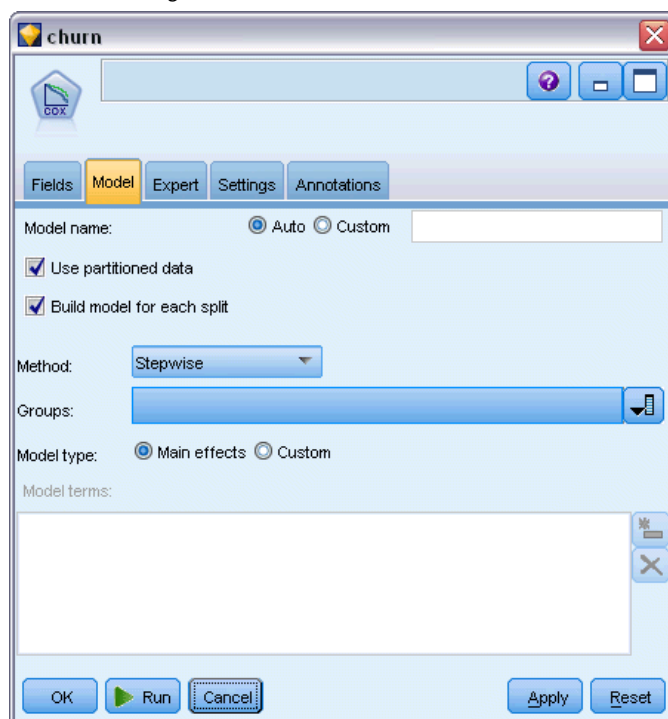 churn
COX
Fields Model Expert Settings Annotations
Model name: Auto Custom
Use partitioned data
Build model for each split
Method: Stepwise
Groups:
Model type: Main effects Custom
Model terms:
OK Run Cancel Apply Reset